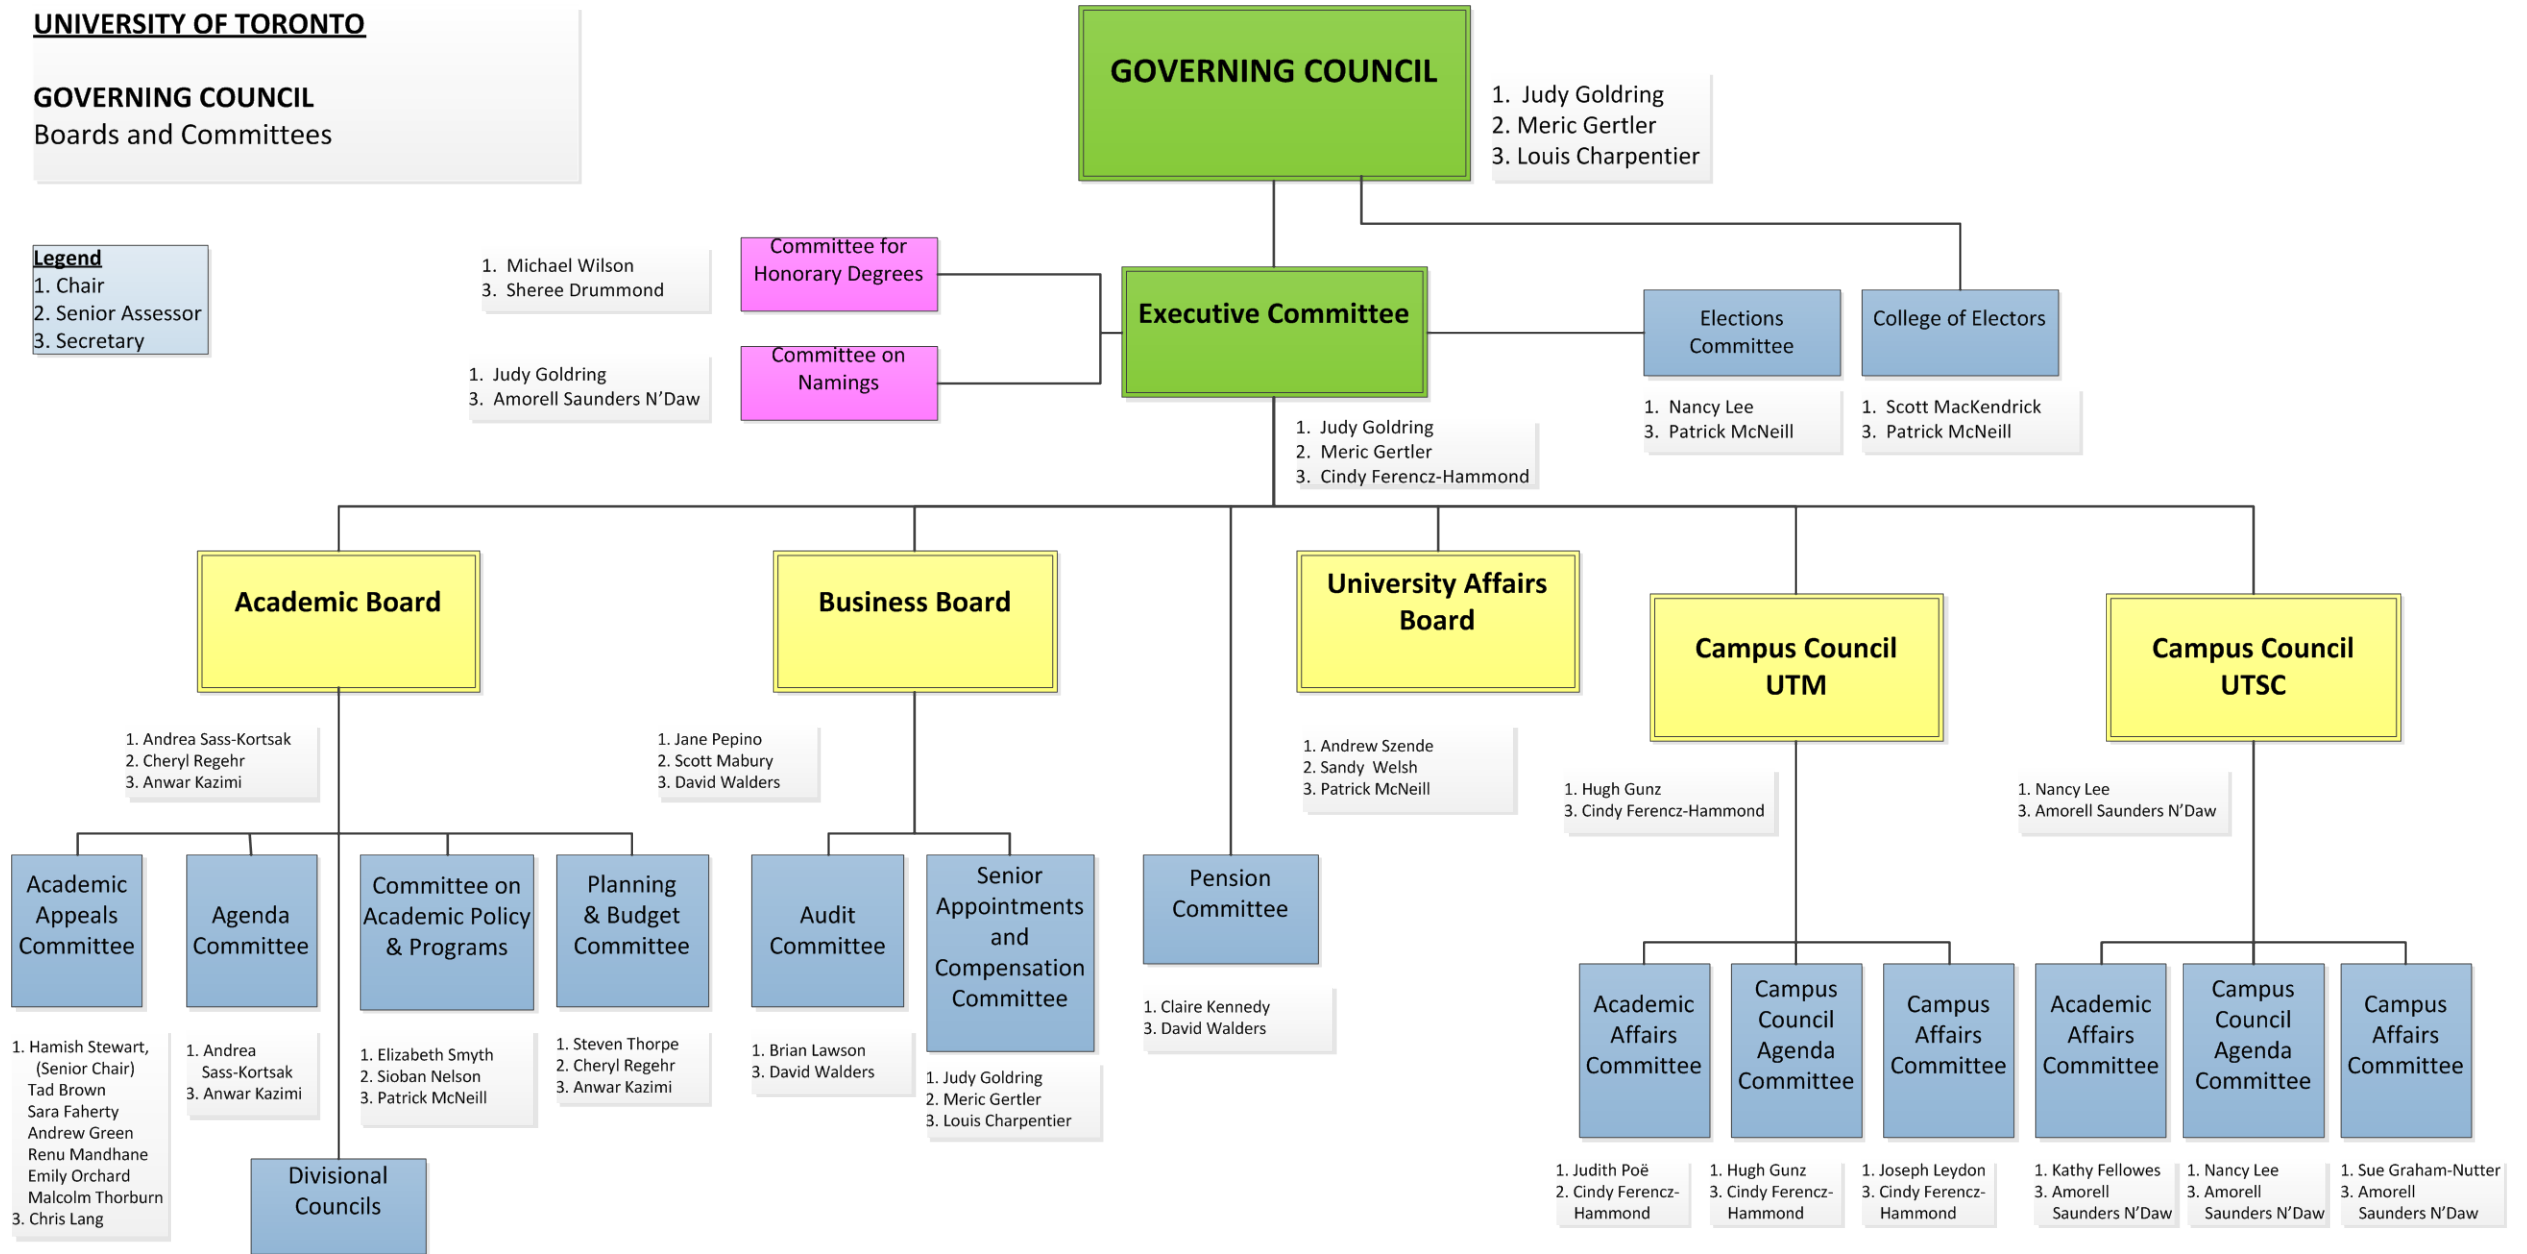 UNIVERSITY OF TORONTO
GOVERNING COUNCIL
Boards and Committees
GOVERNING COUNCIL
1. Judy Goldring
2. Meric Gertler
3. Louis Charpentier
Legend
1. Chair
2. Senior Assessor
3. Secretary
1. Michael Wilson
3. Sheree Drummond
Committee for
Honorary Degrees
1. Judy Goldring
3. Amorell Saunders N’Daw
Committee on
Namings
Executive Committee
1. Judy Goldring
2. Meric Gertler
3. Cindy Ferencz-Hammond
Elections
Committee
1. Nancy Lee
3. Patrick McNeill
College of Electors
1. Scott MacKendrick
3. Patrick McNeill
Academic Board
1. Andrea Sass-Kortsak
2. Cheryl Regehr
3. Anwar Kazimi
Business Board
1. Jane Pepino
2. Scott Mabury
3. David Walders
University Affairs
Board
1. Andrew Szende
2. Sandy Welsh
3. Patrick McNeill
Campus Council
UTM
1. Hugh Gunz
3. Cindy Ferencz-Hammond
Campus Council
UTSC
1. Nancy Lee
3. Amorell Saunders N’Daw
Academic
Appeals
Committee
1. Hamish Stewart,
(Senior Chair)
Tad Brown
Sara Faherty
Andrew Green
Renu Mandhane
Emily Orchard
Malcolm Thorburn
3. Chris Lang
Agenda
Committee
1. Andrea
Sass-Kortsak
3. Anwar Kazimi
Committee on
Academic Policy
& Programs
1. Elizabeth Smyth
2. Sioban Nelson
3. Patrick McNeill
Planning
& Budget
Committee
1. Steven Thorpe
2. Cheryl Regehr
3. Anwar Kazimi
Divisional
Councils
Audit
Committee
1. Brian Lawson
3. David Walders
Senior
Appointments
and
Compensation
Committee
1. Judy Goldring
2. Meric Gertler
3. Louis Charpentier
Pension
Committee
1. Claire Kennedy
3. David Walders
Academic
Affairs
Committee
1. Judith Poë
2. Cindy Ferencz-
Hammond
Campus
Council
Agenda
Committee
1. Hugh Gunz
3. Cindy Ferencz-
Hammond
Campus
Affairs
Committee
1. Joseph Leydon
3. Cindy Ferencz-
Hammond
Academic
Affairs
Committee
1. Kathy Fellowes
3. Amorell
Saunders N’Daw
Campus
Council
Agenda
Committee
1. Nancy Lee
3. Amorell
Saunders N’Daw
Campus
Affairs
Committee
1. Sue Graham-Nutter
3. Amorell
Saunders N’Daw